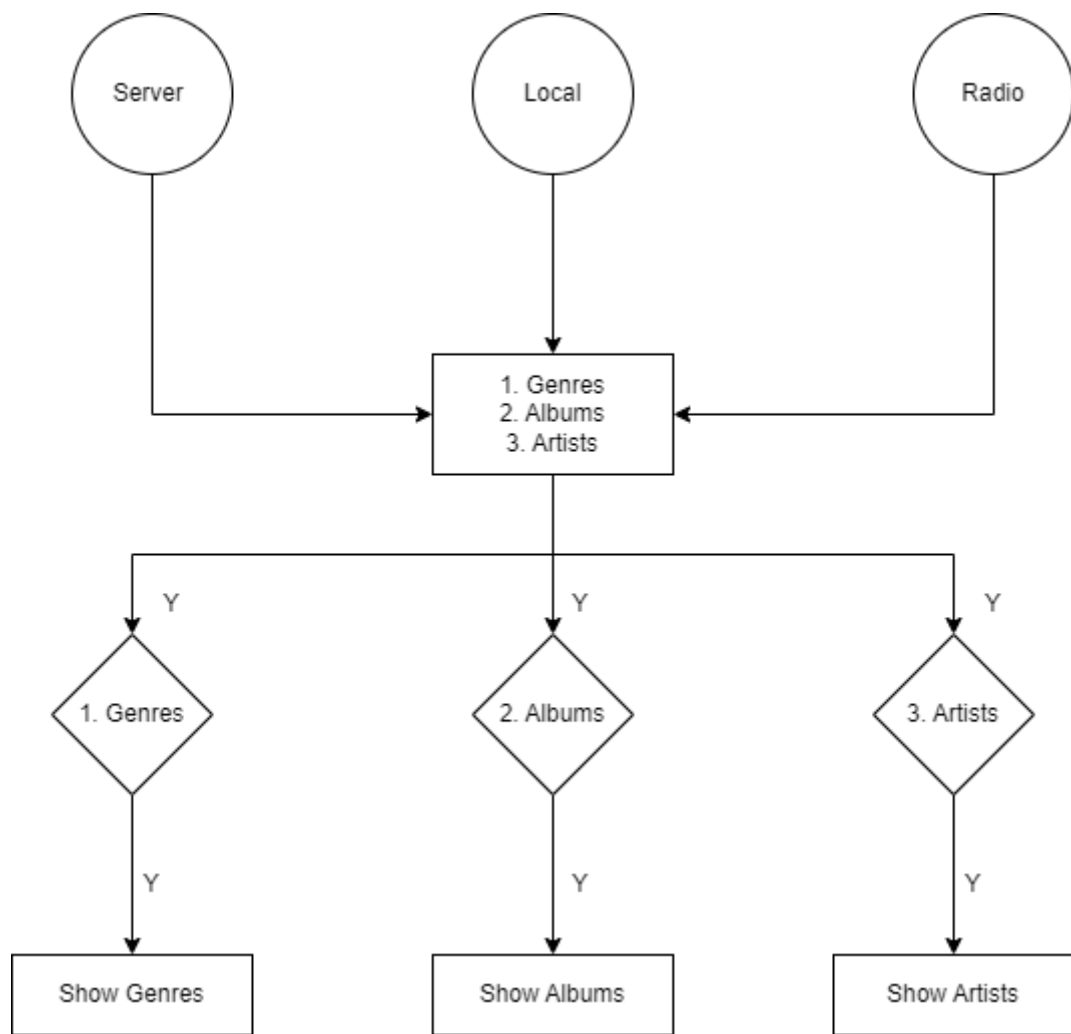 Server
Local
Radio
1. Genres
2. Albums
3. Artists
Y
Y
Y
1. Genres
2. Albums
3. Artists
Y
Y
Y
Show Genres
Show Albums
Show Artists